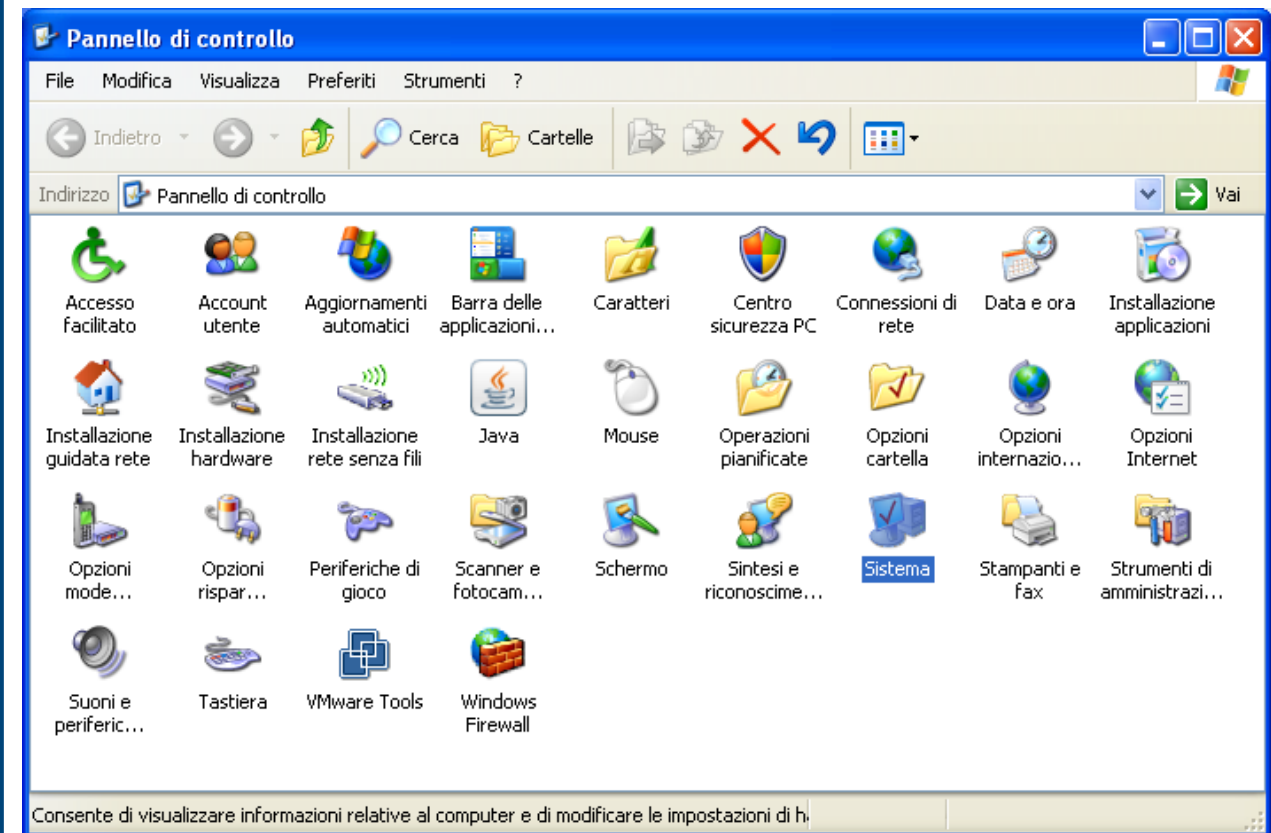 Pannello di controllo
File Modifica Visualizza Preferiti Strumenti ?
Indietro Cerca Cartelle
Indirizzo Pannello di controllo Vai
Accesso facilitato
Account utente
Aggiornamenti automatici
Barra delle applicazioni...
Caratteri
Centro sicurezza PC
Connessioni di rete
Data e ora
Installazione applicazioni
Installazione guidata rete
Installazione hardware
Installazione rete senza fili
Java
Mouse
Operazioni pianificate
Opzioni cartella
Opzioni internazio...
Opzioni Internet
Opzioni mode...
Opzioni rispar...
Periferiche di gioco
Scanner e fotocam...
Schermo
Sintesi e riconoscime...
Sistema
Stampanti e fax
Strumenti di amministrazi...
Suoni e periferic...
Tastiera
VMware Tools
Windows Firewall
Consente di visualizzare informazioni relative al computer e di modificare le impostazioni di h